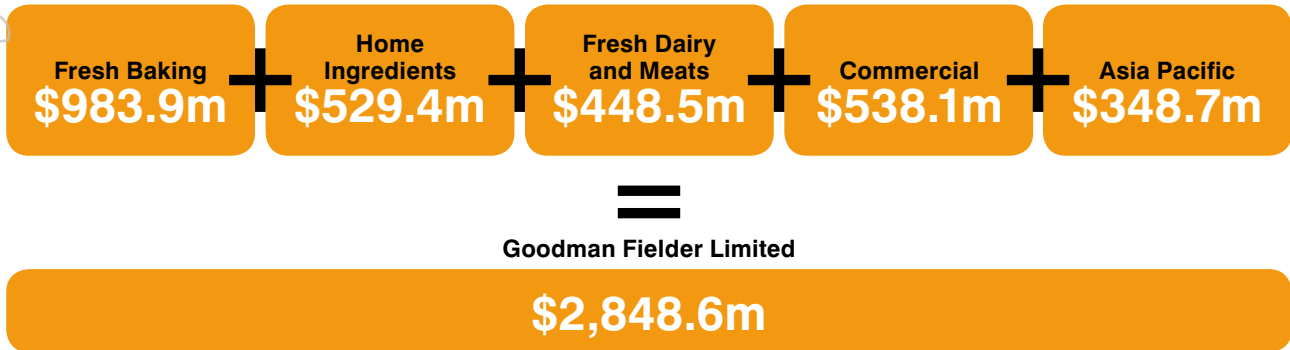 Fresh Baking
$983.9m
+
Home
Ingredients
$529.4m
+
Fresh Dairy
and Meats
$448.5m
+
Commercial
$538.1m
+
Asia Pacific
$348.7m
=
Goodman Fielder Limited
$2,848.6m